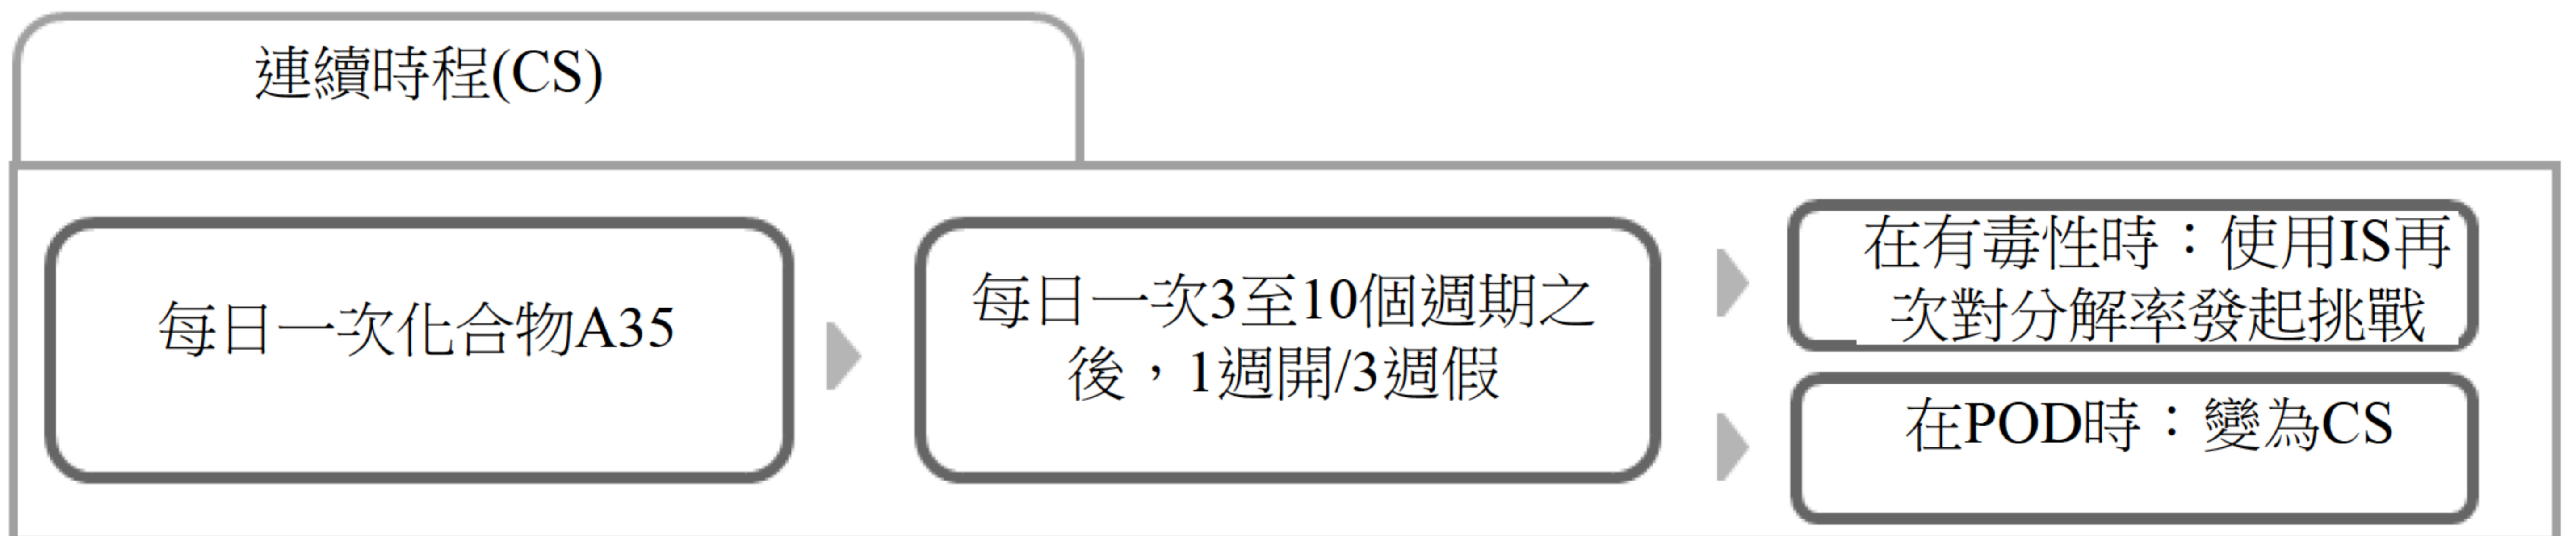 連續時程(CS)
每日一次化合物A35
每日一次3至10個週期之
後，1週開/3週假
在有毒性時：使用IS再
次對分解率發起挑戰
在POD時：變為CS